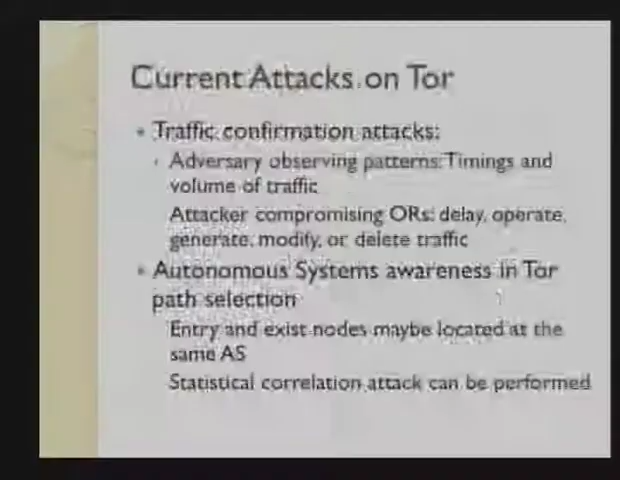 Current Attacks on Tor
• Traffic confirmation attacks:
• Adversary observing patterns: Timings and
volume of traffic
Attacker compromising ORs: delay, operate,
generate, modify, or delete traffic
• Autonomous Systems awareness in Tor
path selection
Entry and exist nodes maybe located at the
same AS
Statistical correlation attack can be performed